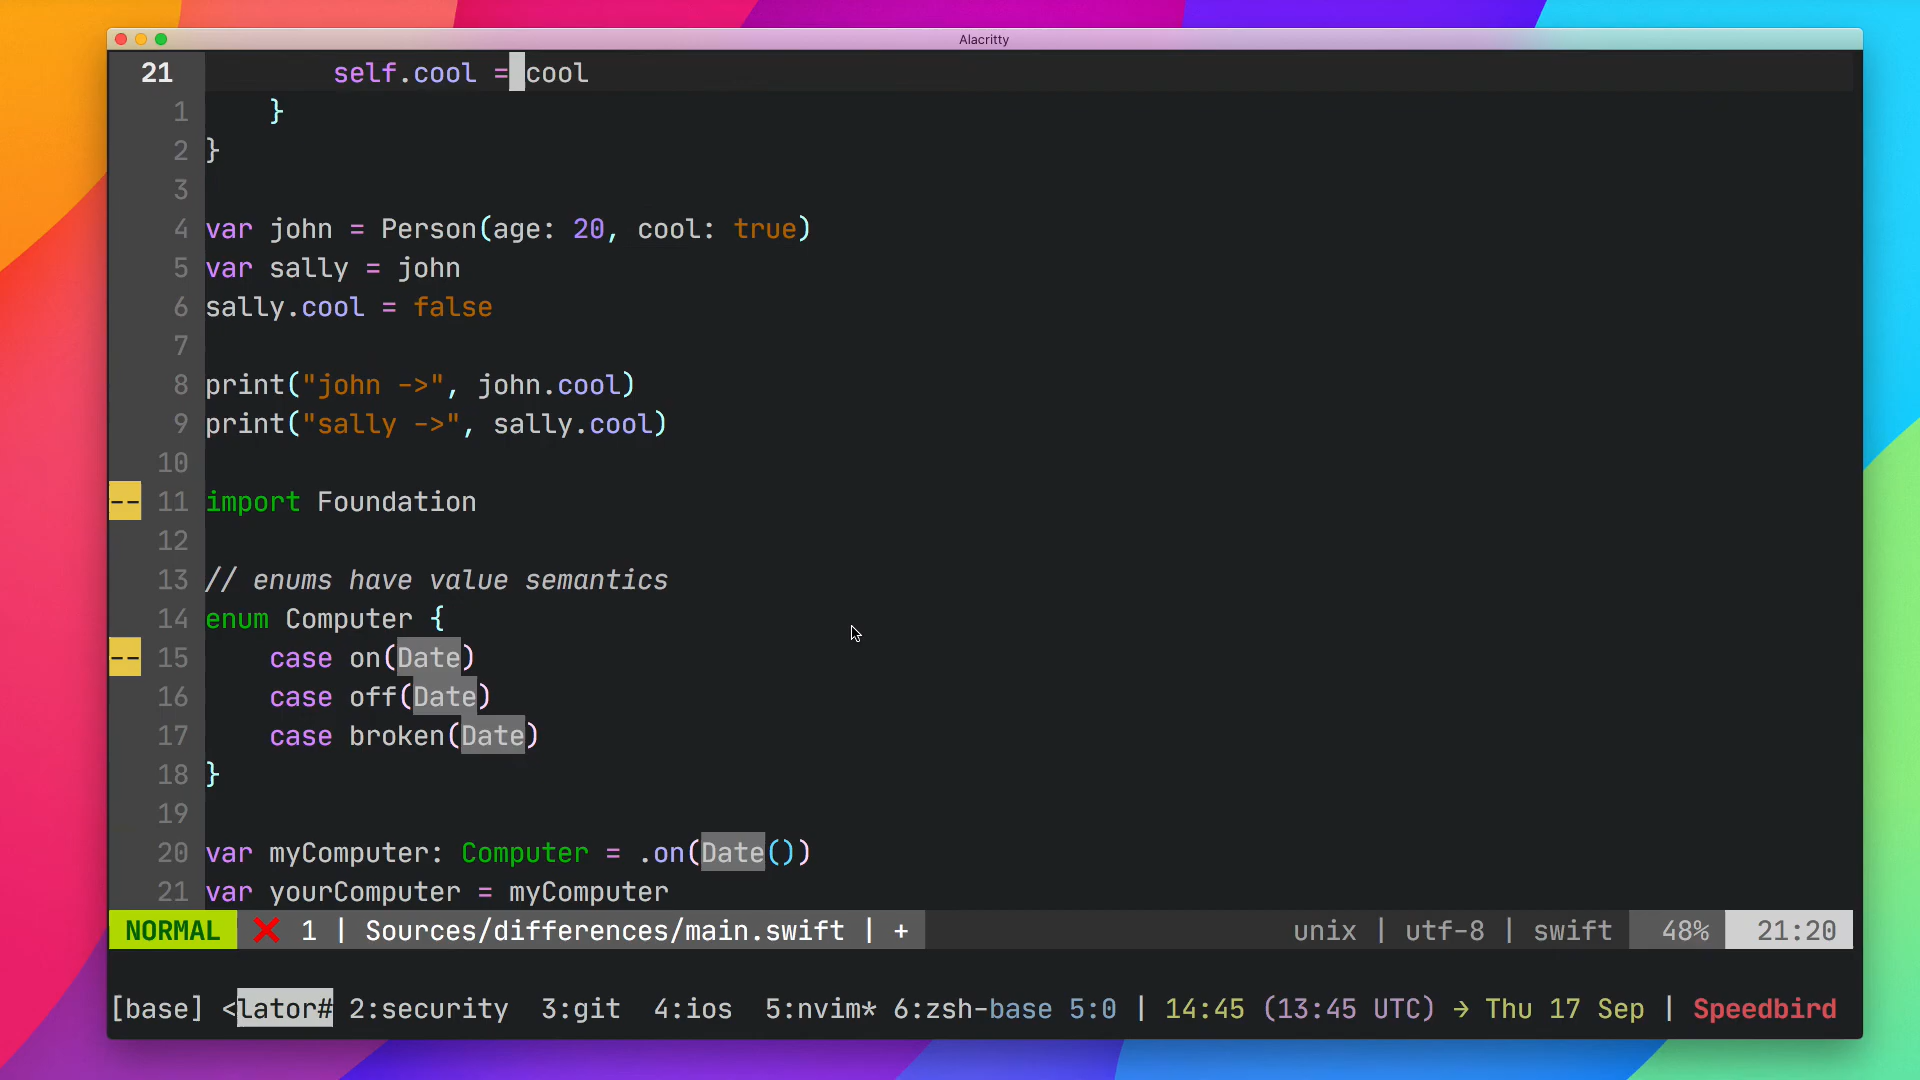 Alacritty
21 self.cool = cool
1 }
2 }
3
4 var john = Person(age: 20, cool: true)
5 var sally = john
6 sally.cool = false
7
8 print("john ->", john.cool)
9 print("sally ->", sally.cool)
10
-- 11 import Foundation
12
13 // enums have value semantics
14 enum Computer {
-- 15 case on(Date)
16 case off(Date)
17 case broken(Date)
18 }
19
20 var myComputer: Computer = .on(Date())
21 var yourComputer = myComputer
NORMAL ❌ 1 | Sources/differences/main.swift | + unix | utf-8 | swift 48% 21:20
[base] <lator# 2:security 3:git 4:ios 5:nvim* 6:zsh-base 5:0 | 14:45 (13:45 UTC) → Thu 17 Sep | Speedbird